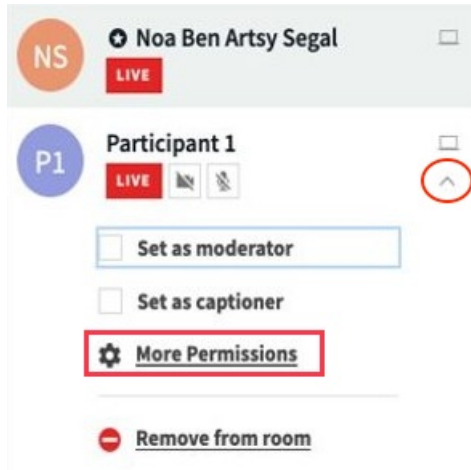 NS
Noa Ben Artsy Segal
LIVE
P1
Participant 1
LIVE
Set as moderator
Set as captioner
More Permissions
Remove from room